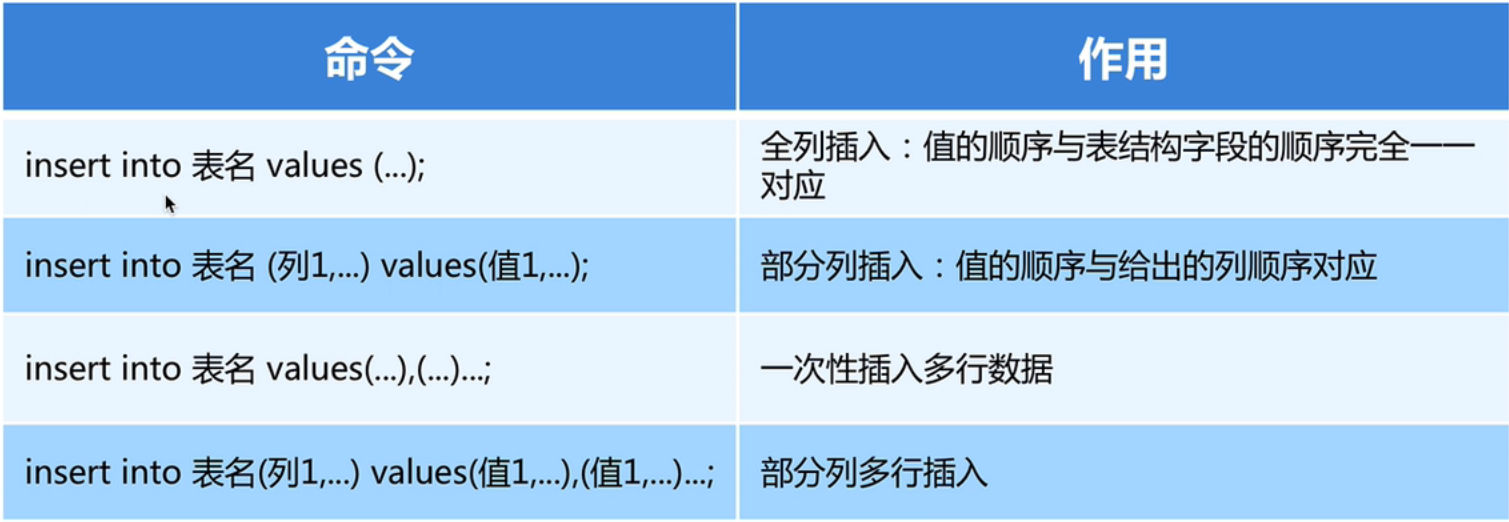 命令
作用
insert into 表名 values (...);
全列插入：值的顺序与表结构字段的顺序完全一一
对应
insert into 表名 (列1,...) values(值1,...);
部分列插入：值的顺序与给出的列顺序对应
insert into 表名 values(...),(...)...;
一次性插入多行数据
insert into 表名(列1,...) values(值1,...),(值1,...)...;
部分列多行插入